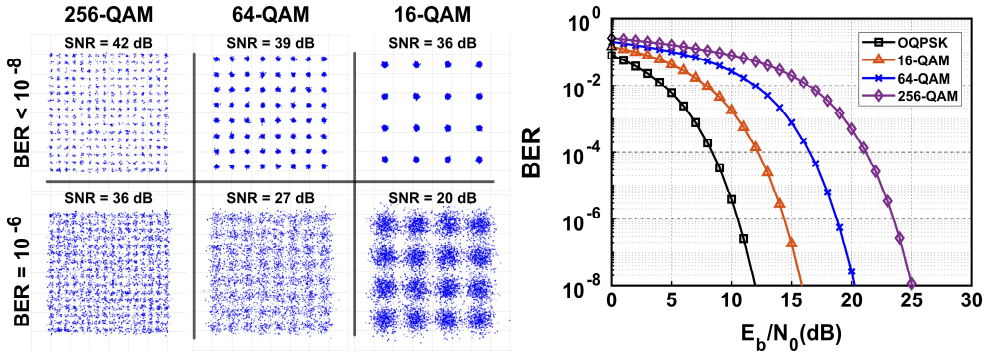 256-QAM 64-QAM 16-QAM
BER < 10-8
SNR = 42 dB SNR = 39 dB SNR = 36 dB
BER = 10-6
SNR = 36 dB SNR = 27 dB SNR = 20 dB
BER
10^0
10^-2
10^-4
10^-6
10^-8
OQPSK
16-QAM
64-QAM
256-QAM
0 5 10 15 20 25 30
Eb/N0(dB)